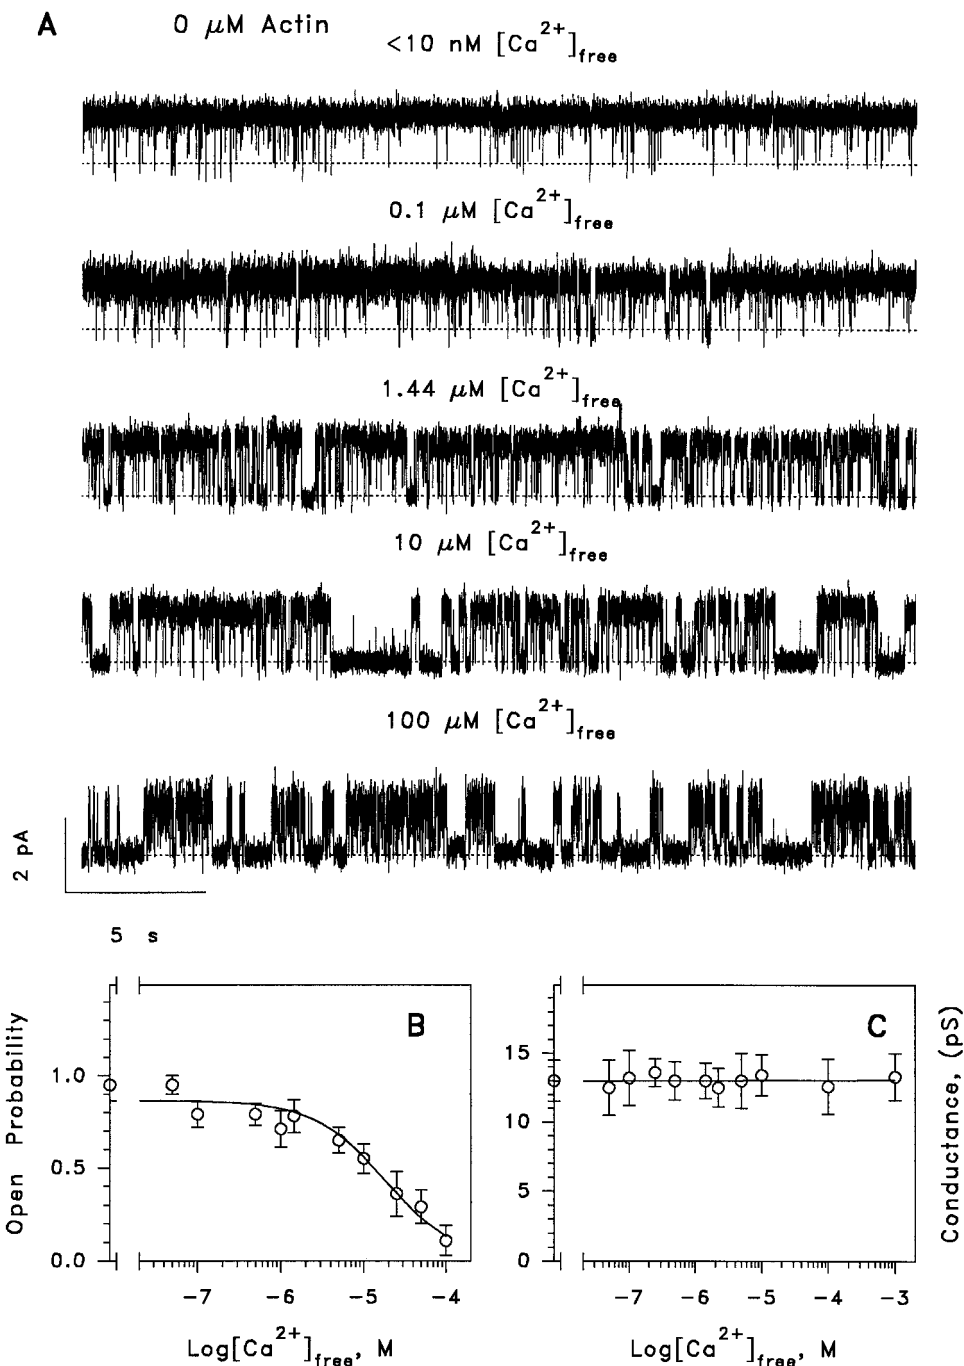 A
0 μM Actin
<10 nM [Ca²⁺]free
0.1 μM [Ca²⁺]free
1.44 μM [Ca²⁺]free
10 μM [Ca²⁺]free
100 μM [Ca²⁺]free
2 pA
5 s
B
Open Probability
1.0
0.5
0.0
-7 -6 -5 -4
Log[Ca²⁺]free, M
C
Conductance, (pS)
15
10
5
0
-7 -6 -5 -4 -3
Log[Ca²⁺]free, M